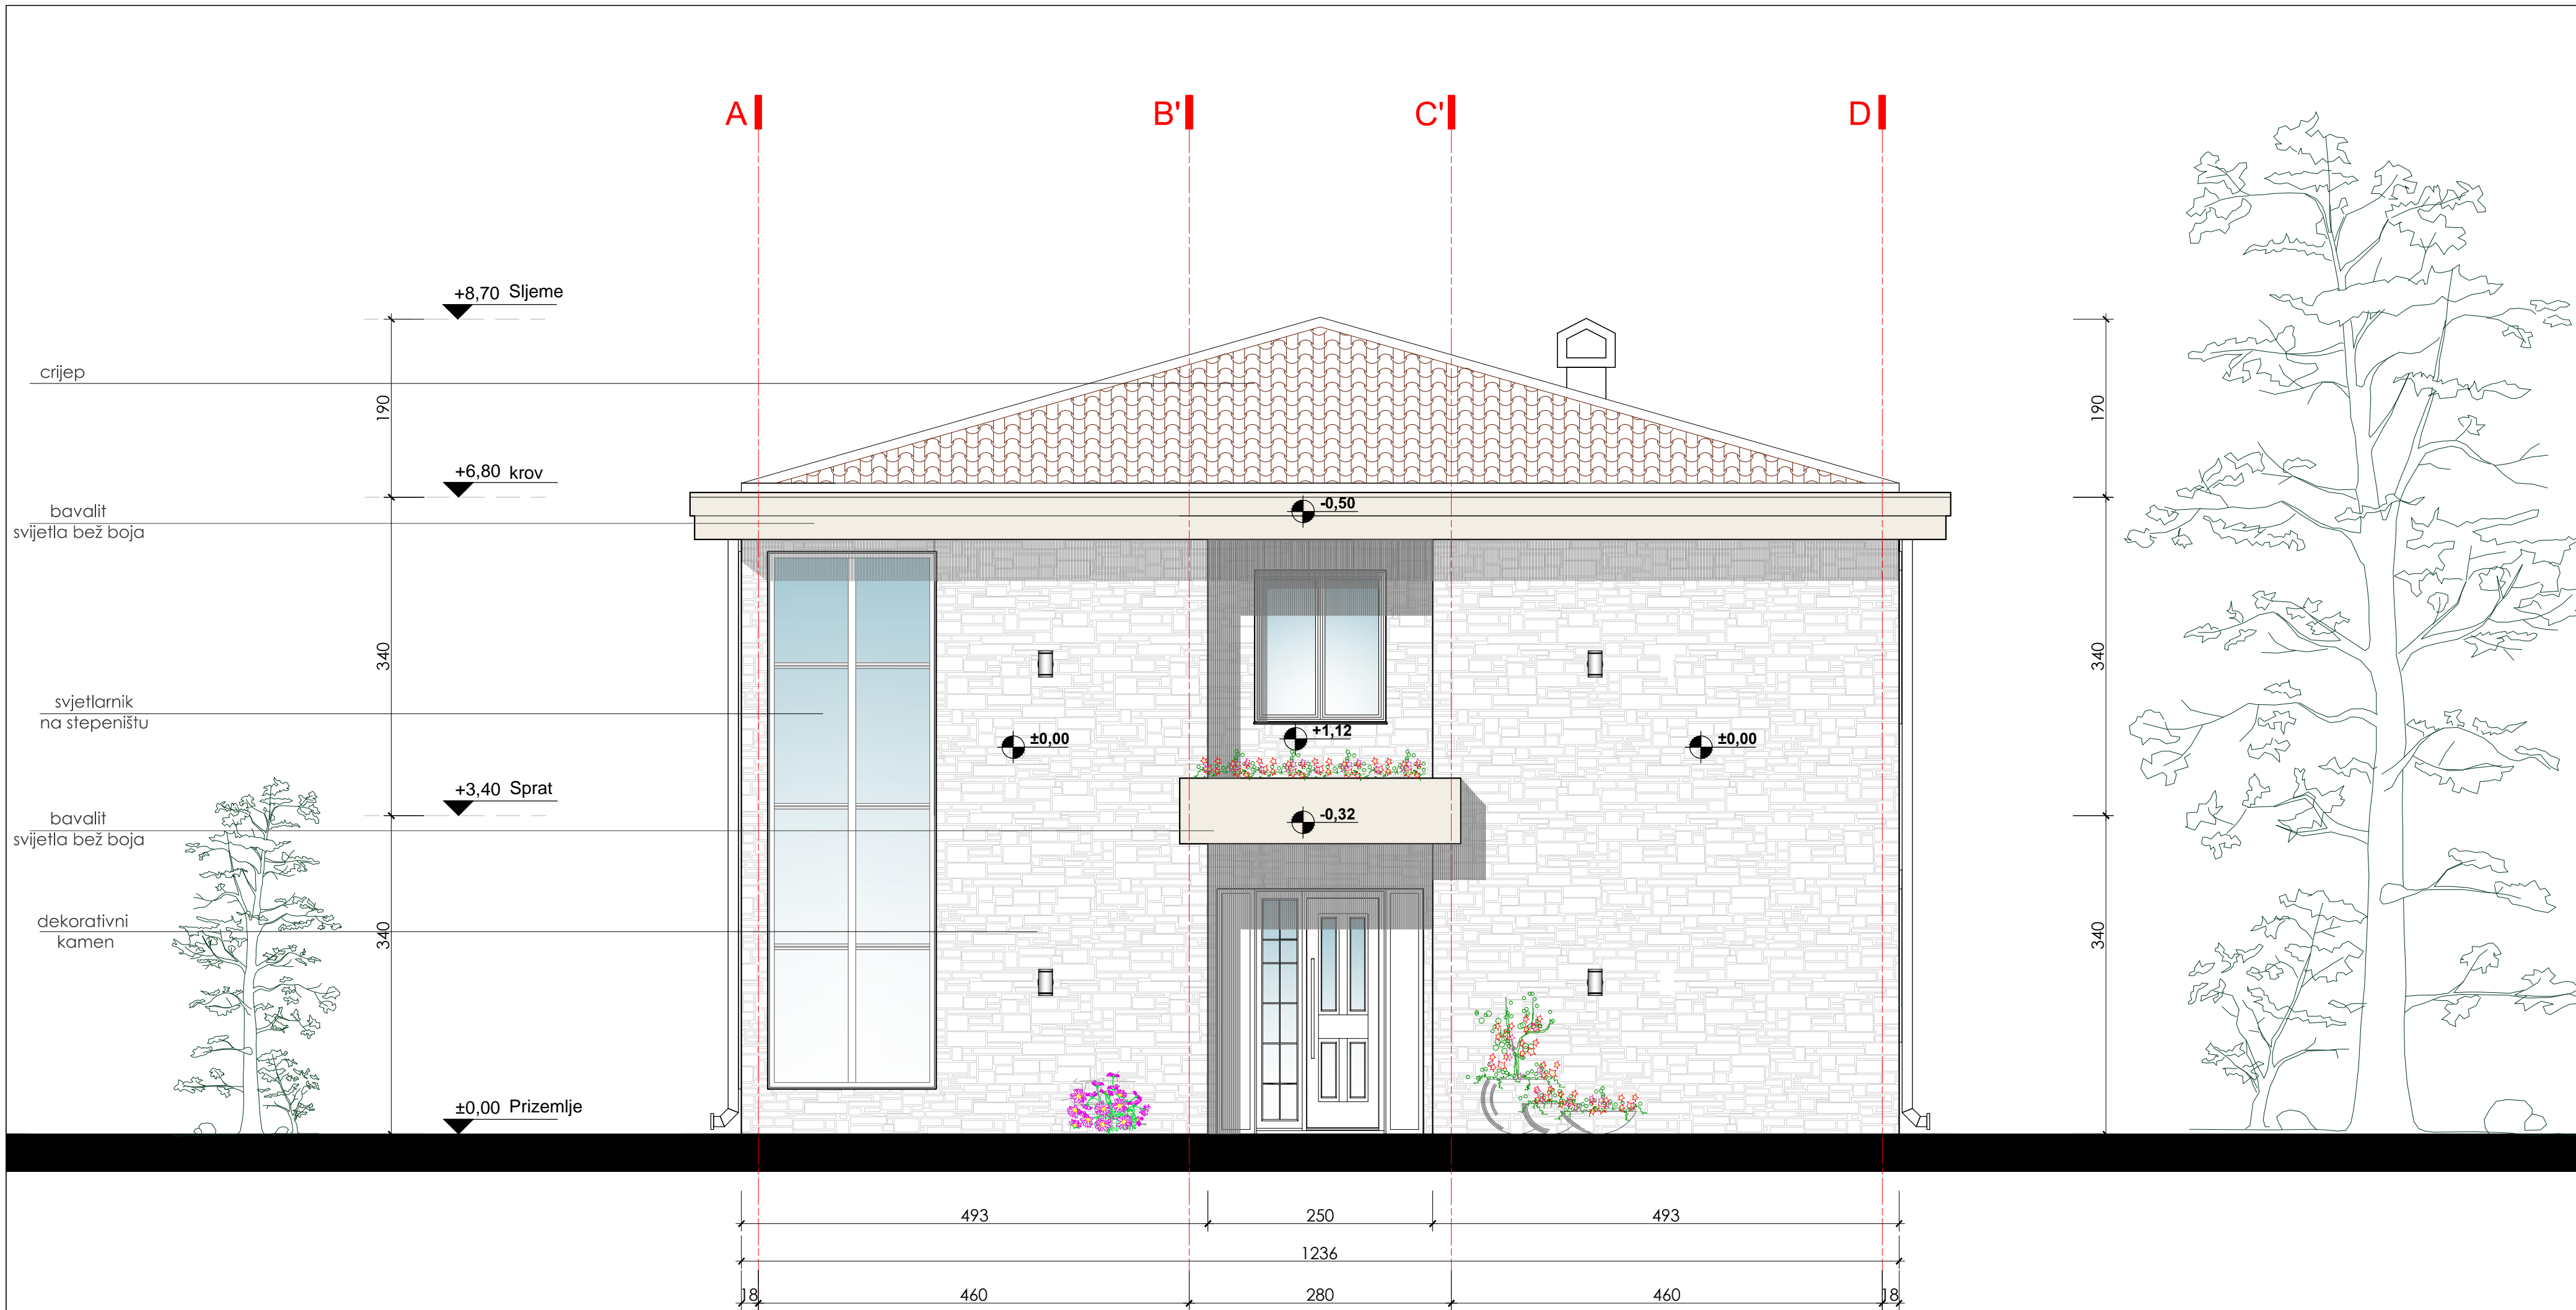 A
B'
C'
D
+8,70 Sljeme
crijep
190
190
+6,80 krov
bavalit
svijetla bež boja
-0,50
340
340
svjetlarnik
na stepeništu
±0,00
+1,12
±0,00
+3,40 Sprat
bavalit
svijetla bež boja
-0,32
dekorativni
kamen
340
340
±0,00 Prizemlje
493
250
493
1236
18
460
280
460
18